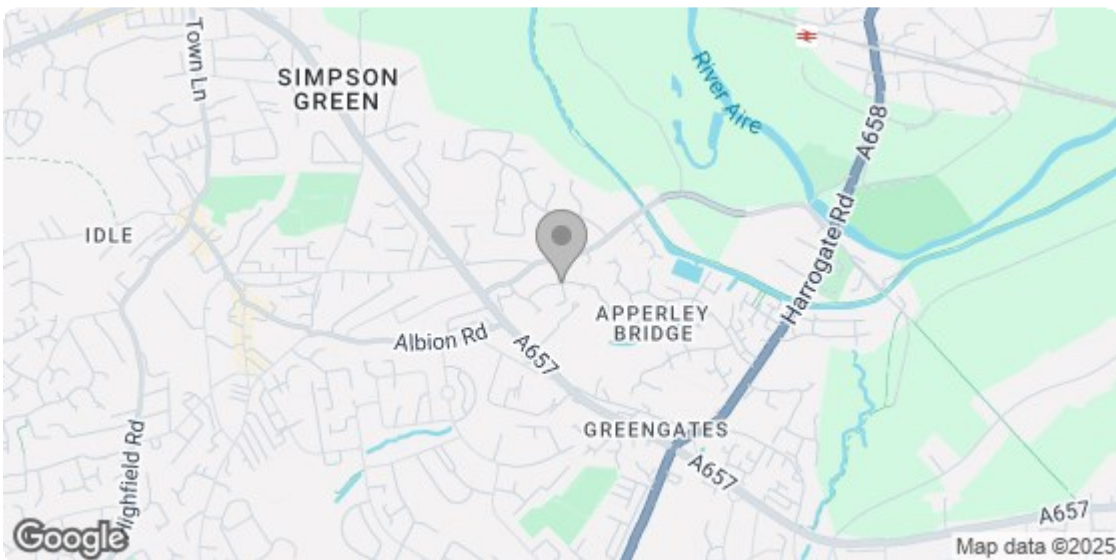 Town Ln
SIMPSON
GREEN
River Aire
A658
IDLE
Harrogate Rd
APPERLEY
BRIDGE
Albion Rd
A657
GREENGATES
Highfield Rd
A657
A657
Google
Map data ©2025